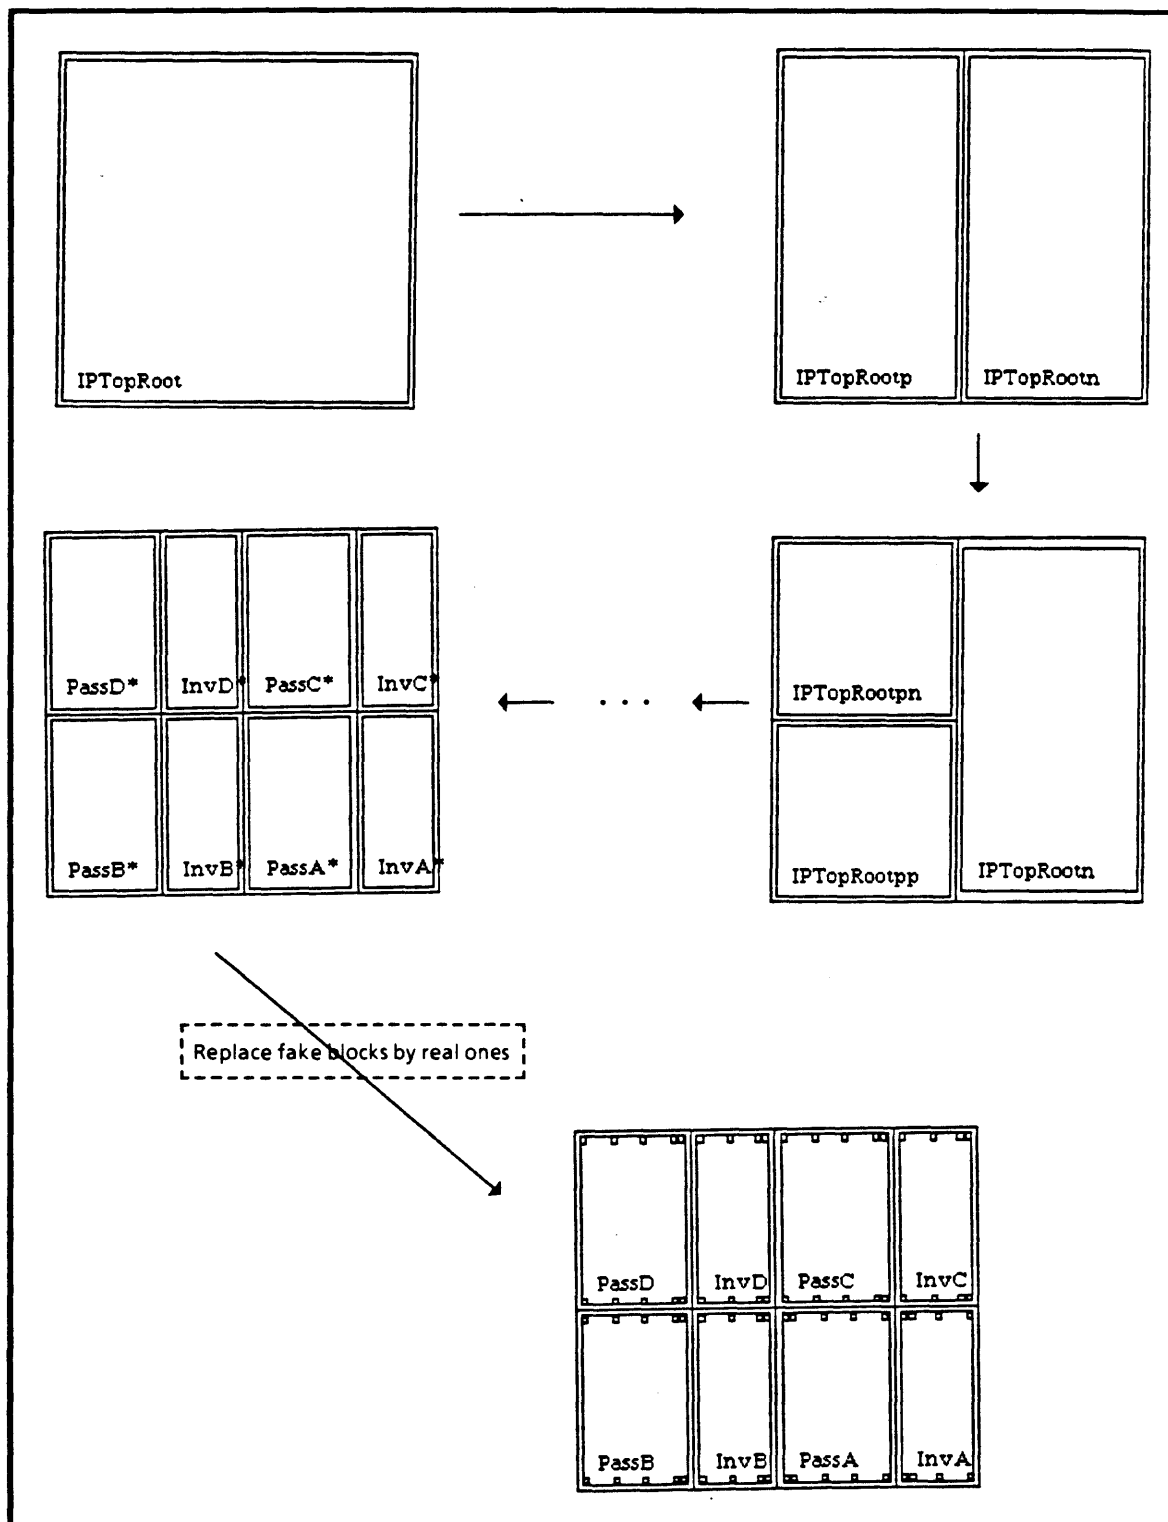 IPTopRoot
IPTopRootp IPTopRootn
PassD* InvD* PassC* InvC*
IPTopRootpn
PassB* InvB* PassA* InvA*
IPTopRootpp IPTopRootn
. . .
Replace fake blocks by real ones
PassD InvD PassC InvC
PassB InvB PassA InvA